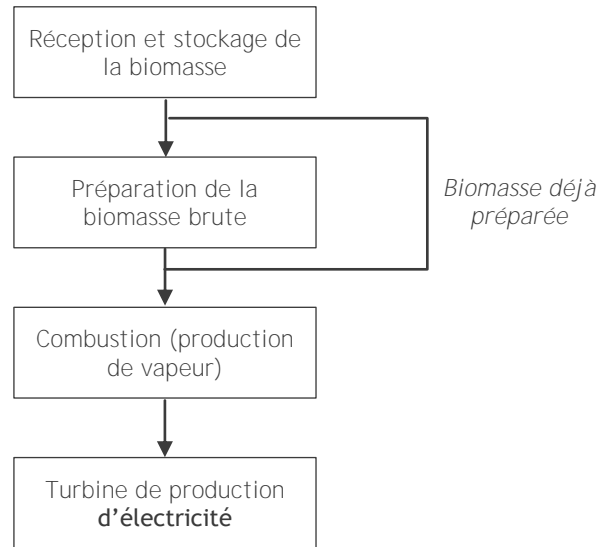 Réception et stockage de
la biomasse
Préparation de la
biomasse brute
Biomasse déjà
préparée
Combustion (production
de vapeur)
Turbine de production
d’électricité